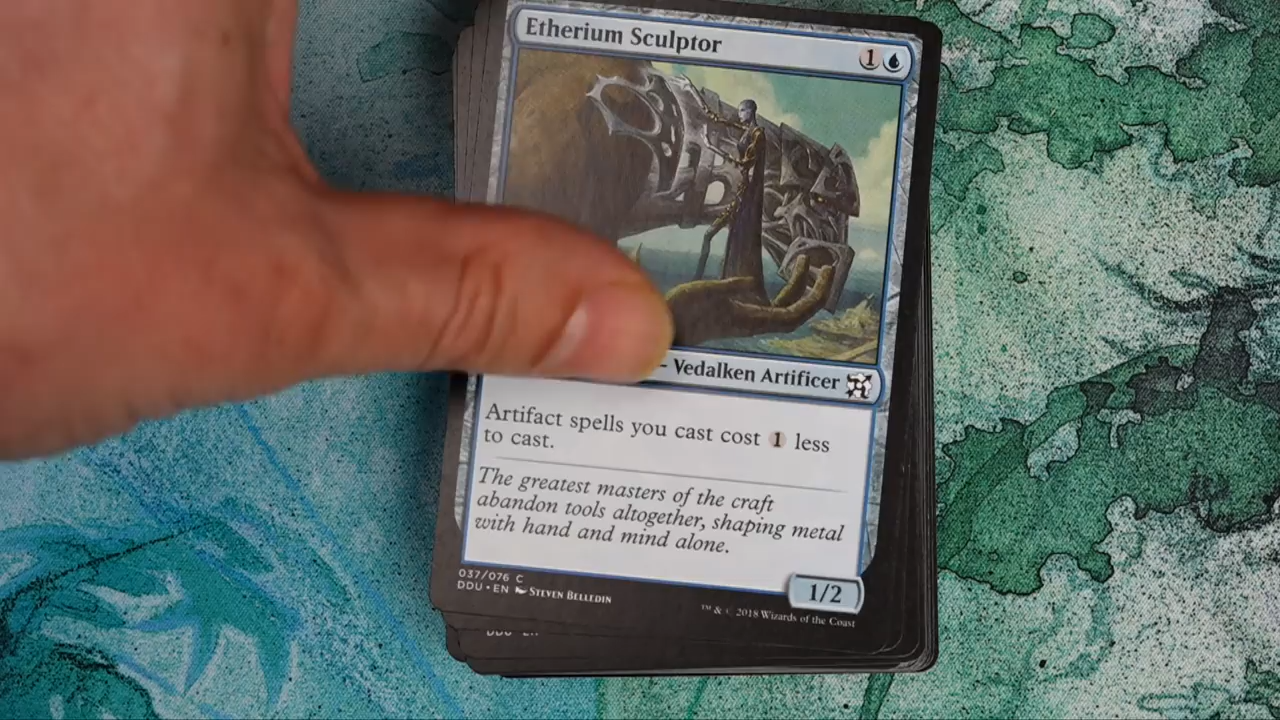 Etherium Sculptor
1
– Vedalken Artificer
Artifact spells you cast cost 1 less
to cast.
The greatest masters of the craft
abandon tools altogether, shaping metal
with hand and mind alone.
037/076 C
DDU • EN Steven Belledin
1/2
™ & © 2018 Wizards of the Coast